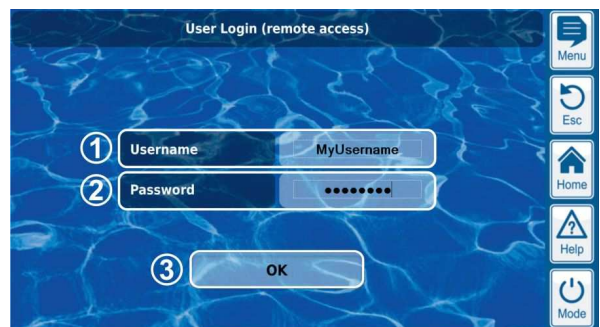 User Login (remote access)
Menu
Esc
1 Username MyUsername
2 Password ●●●●●●●●
Home
Help
3 OK
Mode